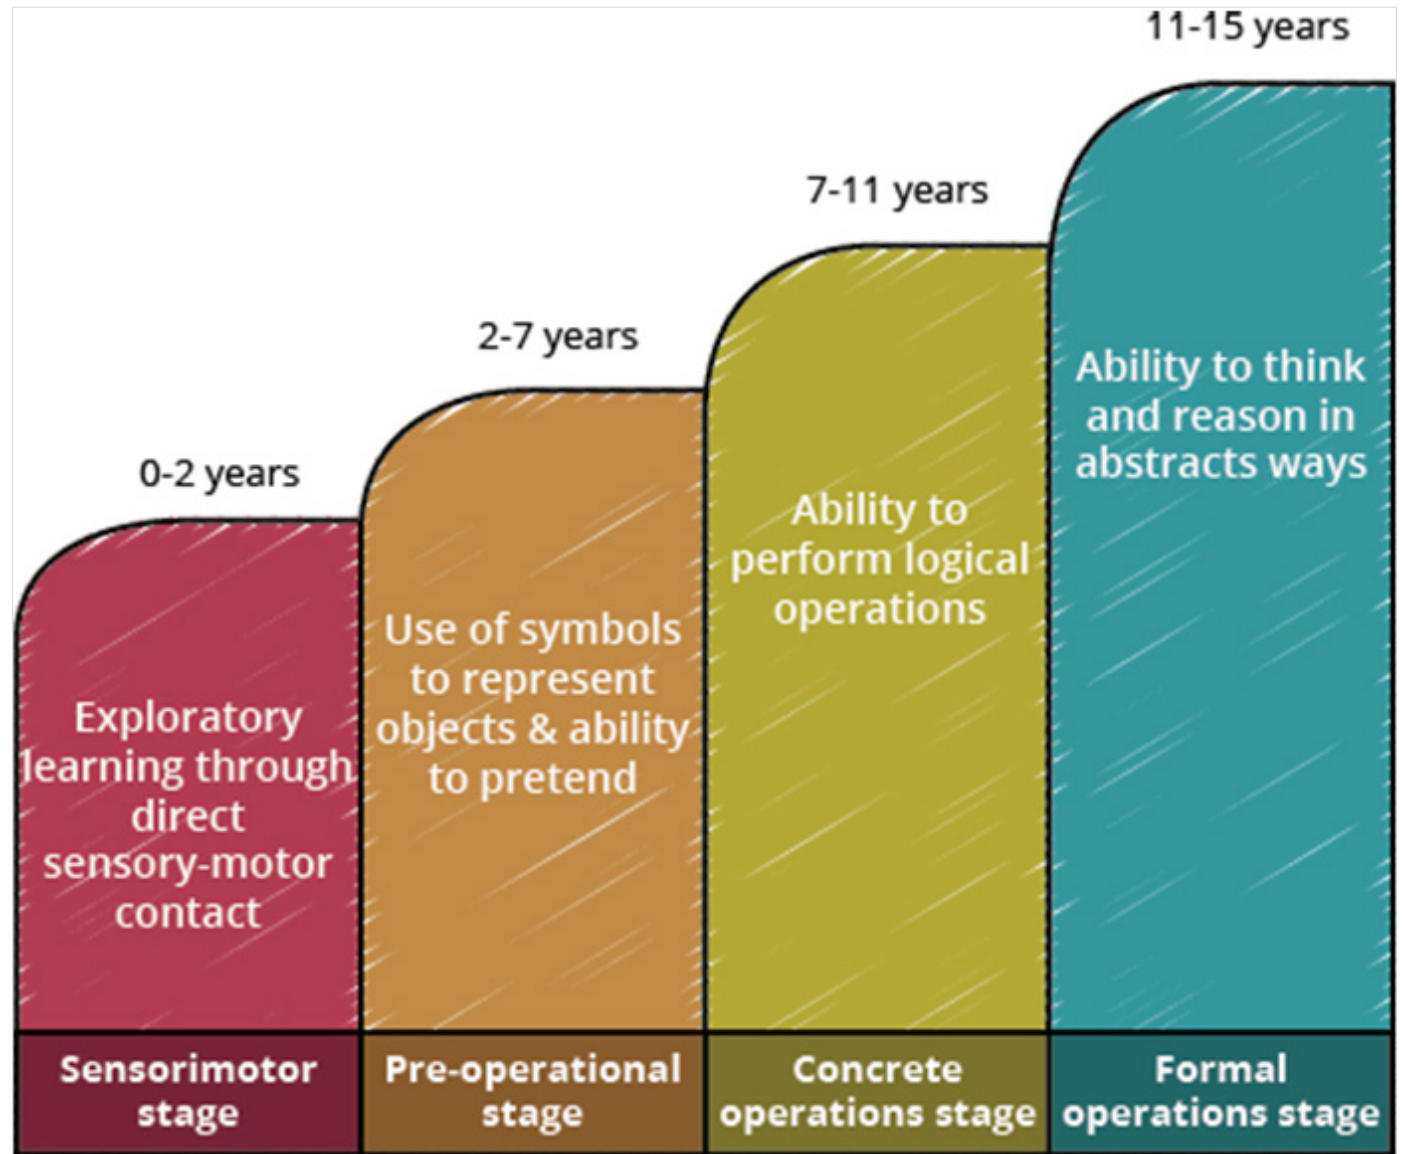 0-2 years
Exploratory
learning through
direct
sensory-motor
contact
Sensorimotor
stage
2-7 years
Use of symbols
to represent
objects & ability
to pretend
Pre-operational
stage
7-11 years
Ability to
perform logical
operations
Concrete
operations stage
11-15 years
Ability to think
and reason in
abstracts ways
Formal
operations stage